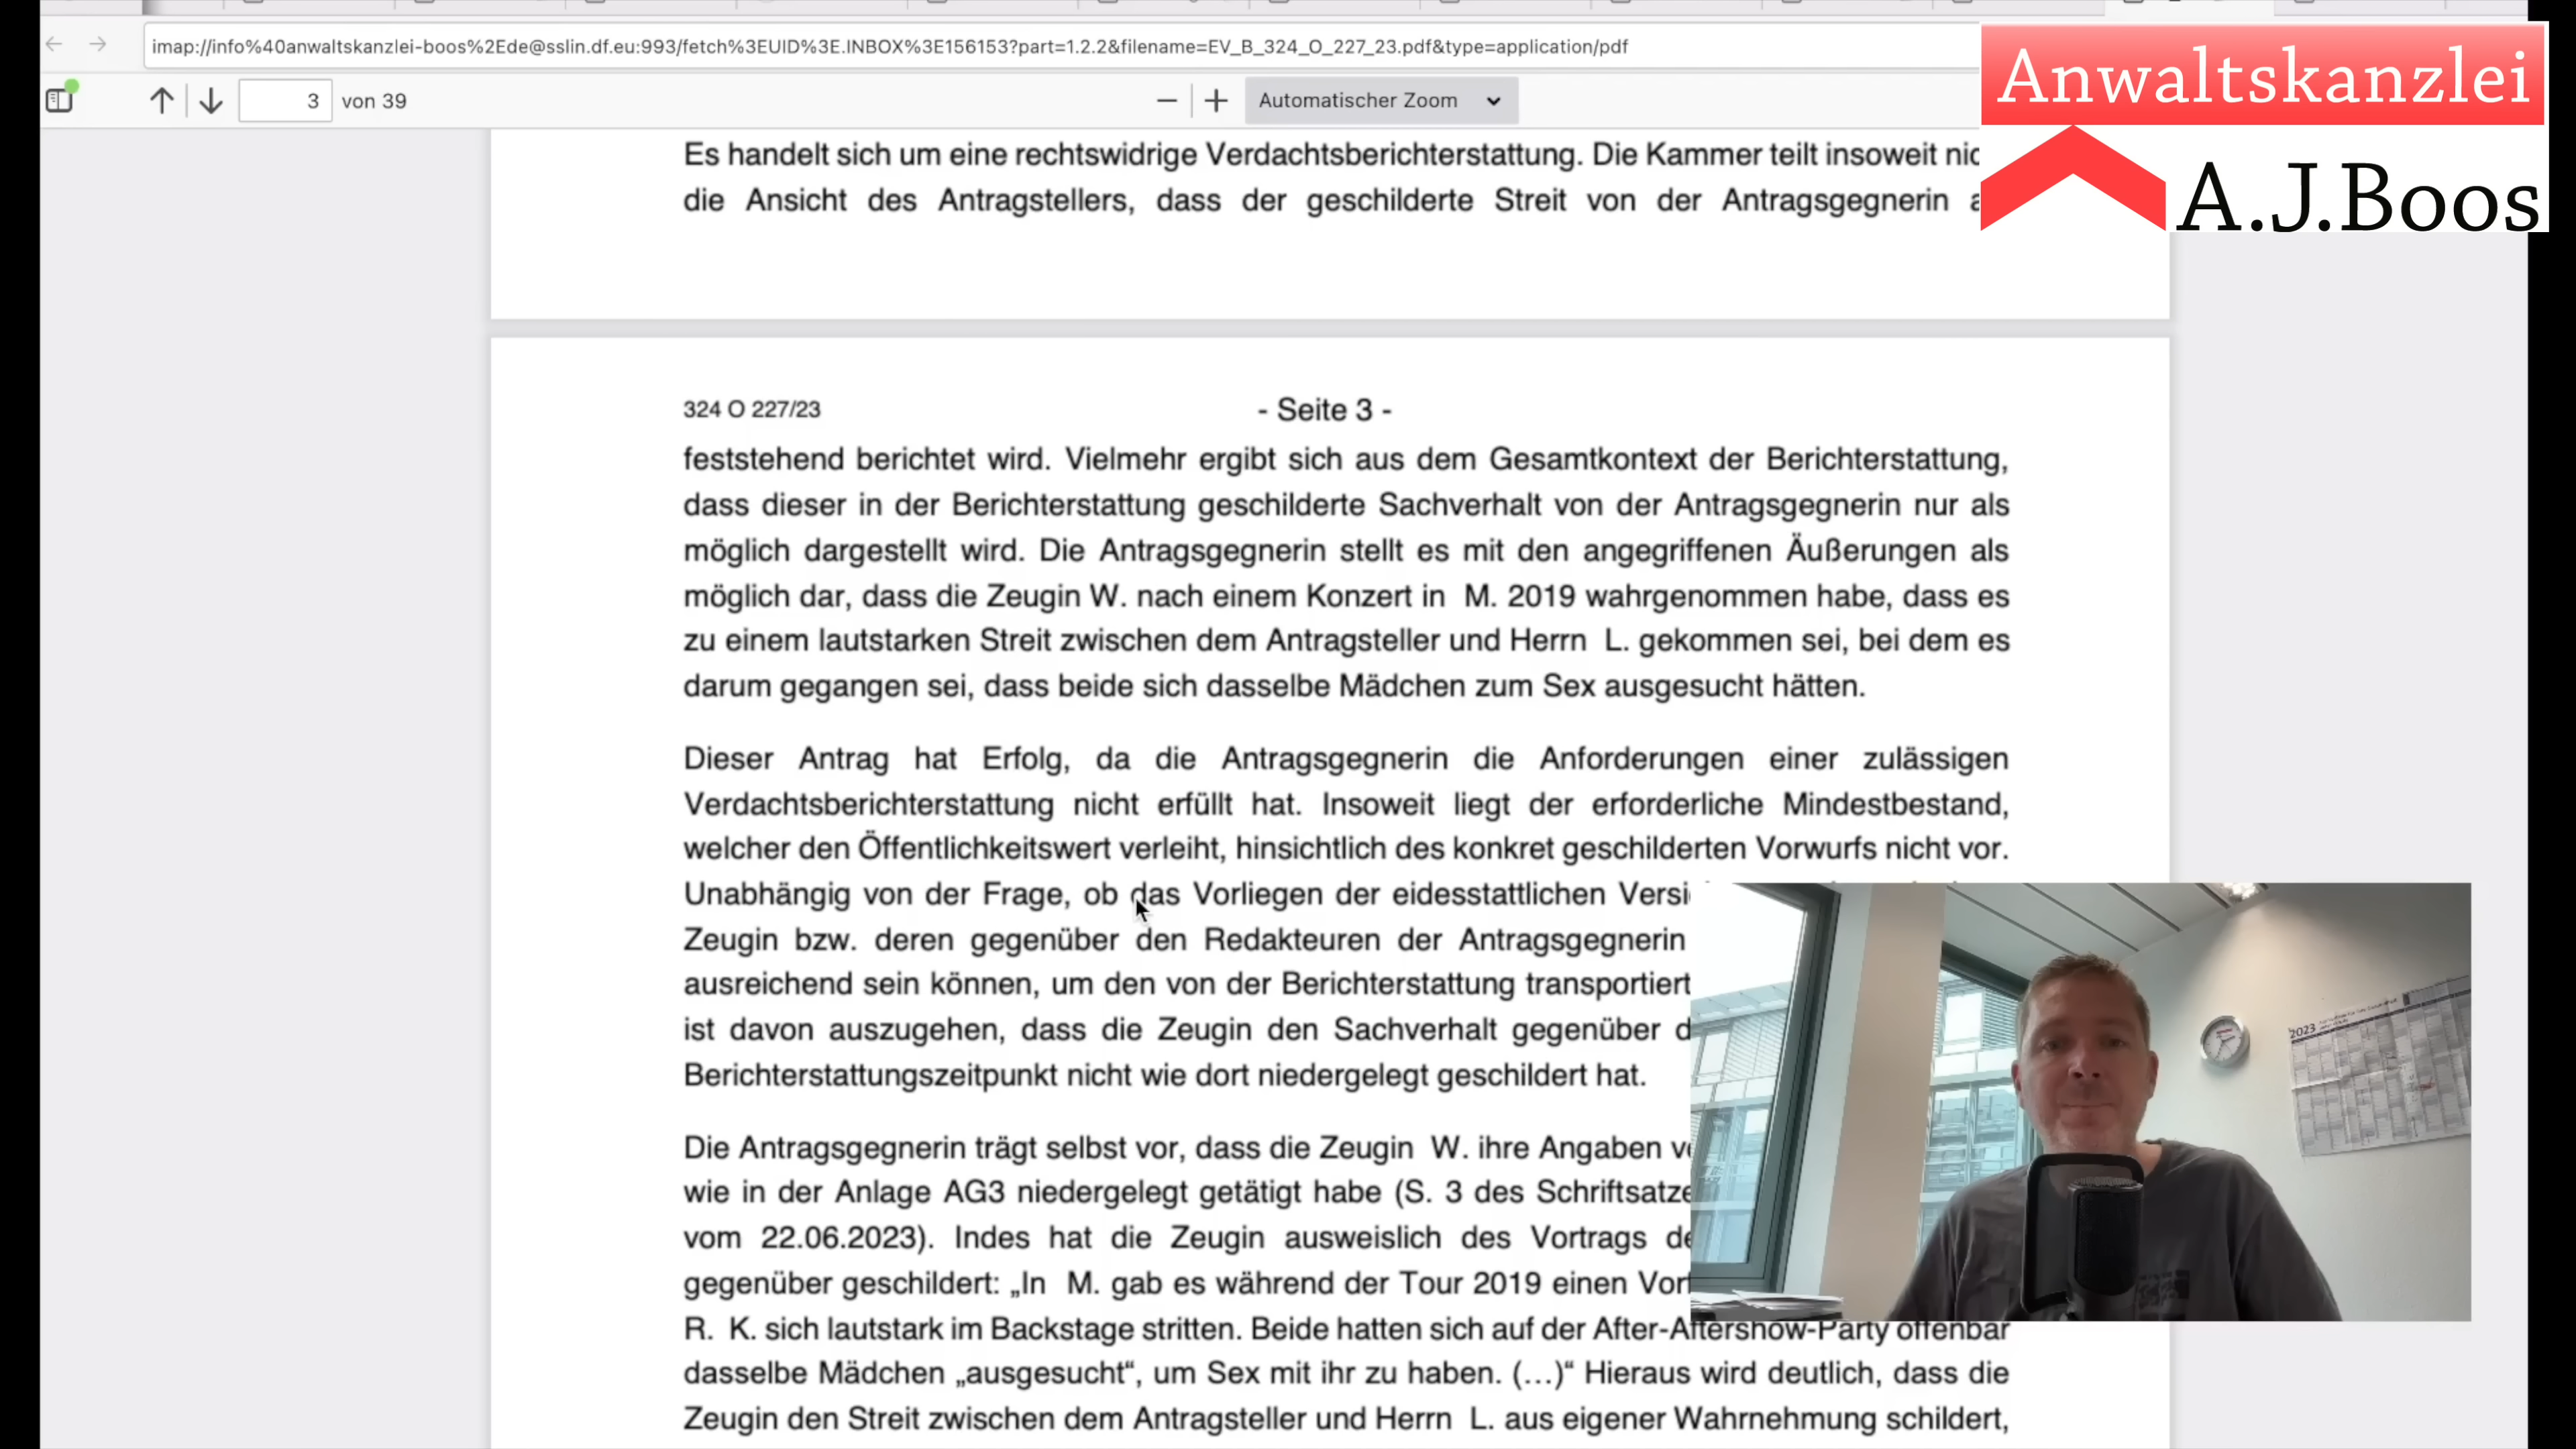 imap://info%40anwaltskanzlei-boos%2Ede@sslin.df.eu:993/fetch%3EUID%3E.INBOX%3E156153?part=1.2.2&filename=EV_B_324_O_227_23.pdf&type=application/pdf
3 von 39
Automatischer Zoom
Anwaltskanzlei
A.J.Boos
Es handelt sich um eine rechtswidrige Verdachtsberichterstattung. Die Kammer teilt insoweit
die Ansicht des Antragstellers, dass der geschilderte Streit von der Antragsgegnerin
324 O 227/23
- Seite 3 -
feststehend berichtet wird. Vielmehr ergibt sich aus dem Gesamtkontext der Berichterstattung,
dass dieser in der Berichterstattung geschilderte Sachverhalt von der Antragsgegnerin nur als
möglich dargestellt wird. Die Antragsgegnerin stellt es mit den angegriffenen Äußerungen als
möglich dar, dass die Zeugin W. nach einem Konzert in M. 2019 wahrgenommen habe, dass es
zu einem lautstarken Streit zwischen dem Antragsteller und Herrn L. gekommen sei, bei dem es
darum gegangen sei, dass beide sich dasselbe Mädchen zum Sex ausgesucht hätten.
Dieser Antrag hat Erfolg, da die Antragsgegnerin die Anforderungen einer zulässigen
Verdachtsberichterstattung nicht erfüllt hat. Insoweit liegt der erforderliche Mindestbestand,
welcher den Öffentlichkeitswert verleiht, hinsichtlich des konkret geschilderten Vorwurfs nicht vor.
Unabhängig von der Frage, ob das Vorliegen der eidesstattlichen
Zeugin bzw. deren gegenüber den Redakteuren der Antragsgegnerin
ausreichend sein können, um den von der Berichterstattung
ist davon auszugehen, dass die Zeugin den Sachverhalt gegenüber
Berichterstattungszeitpunkt nicht wie dort niedergelegt geschildert hat.
Die Antragsgegnerin trägt selbst vor, dass die Zeugin W. ihre Angaben
wie in der Anlage AG3 niedergelegt getätigt habe (S. 3 des
vom 22.06.2023). Indes hat die Zeugin ausweislich des Vortrags
gegenüber geschildert: „In M. gab es während der Tour 2019 einen
R. K. sich lautstark im Backstage stritten. Beide hatten sich auf der After-Aftershow-Party offenbar
dasselbe Mädchen „ausgesucht“, um Sex mit ihr zu haben. (…)“ Hieraus wird deutlich, dass die
Zeugin den Streit zwischen dem Antragsteller und Herrn L. aus eigener Wahrnehmung schildert,
2023